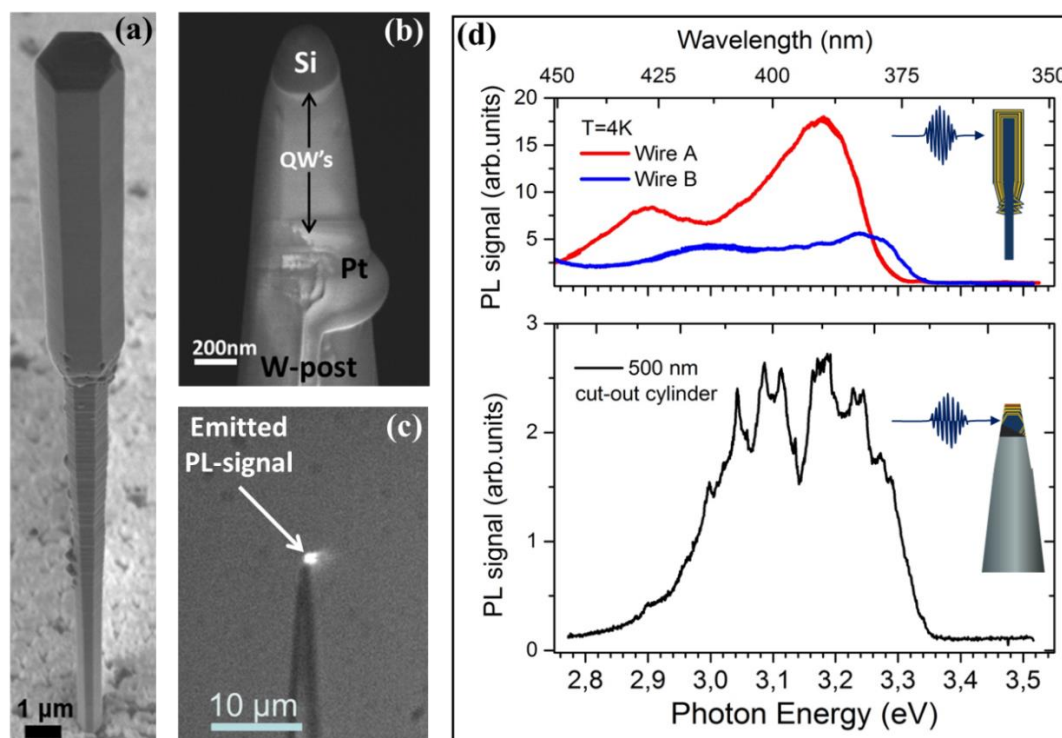 (a)
1 µm
(b)
Si
QW's
Pt
200nm
W-post
(c)
Emitted
PL-signal
10 µm
(d)
Wavelength (nm)
450 425 400 375 350
20
15
10
5
PL signal (arb.units)
T=4K
Wire A
Wire B
3
2
1
0
PL signal (arb.units)
500 nm
cut-out cylinder
2,8 2,9 3,0 3,1 3,2 3,3 3,4 3,5
Photon Energy (eV)